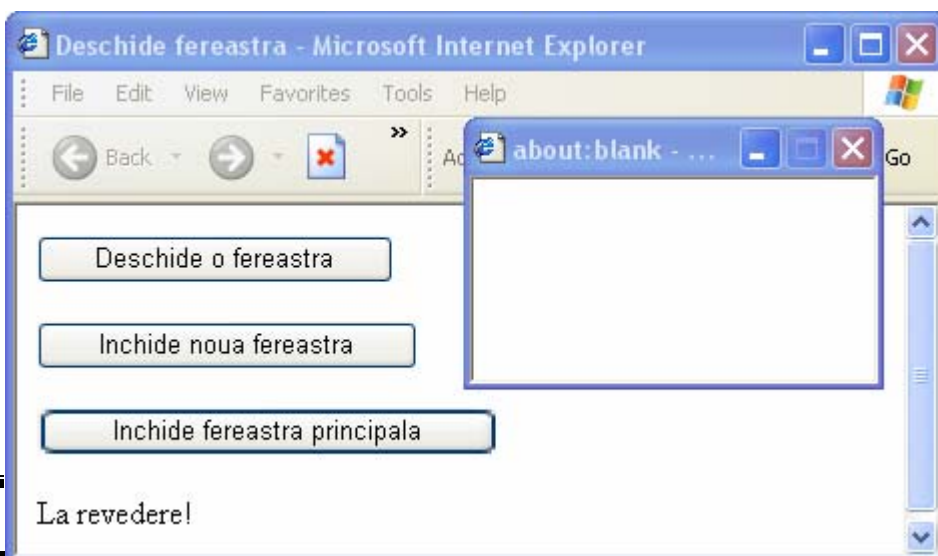 Deschide fereastra - Microsoft Internet Explorer
File Edit View Favorites Tools Help
Back » Go
about:blank - ...
Deschide o fereastra
Inchide noua fereastra
Inchide fereastra principala
La revedere!